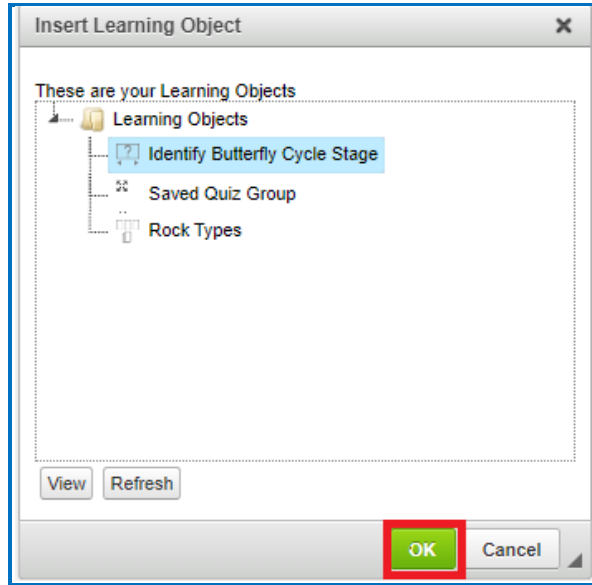 Insert Learning Object
These are your Learning Objects
Learning Objects
Identify Butterfly Cycle Stage
Saved Quiz Group
Rock Types
View Refresh
OK Cancel